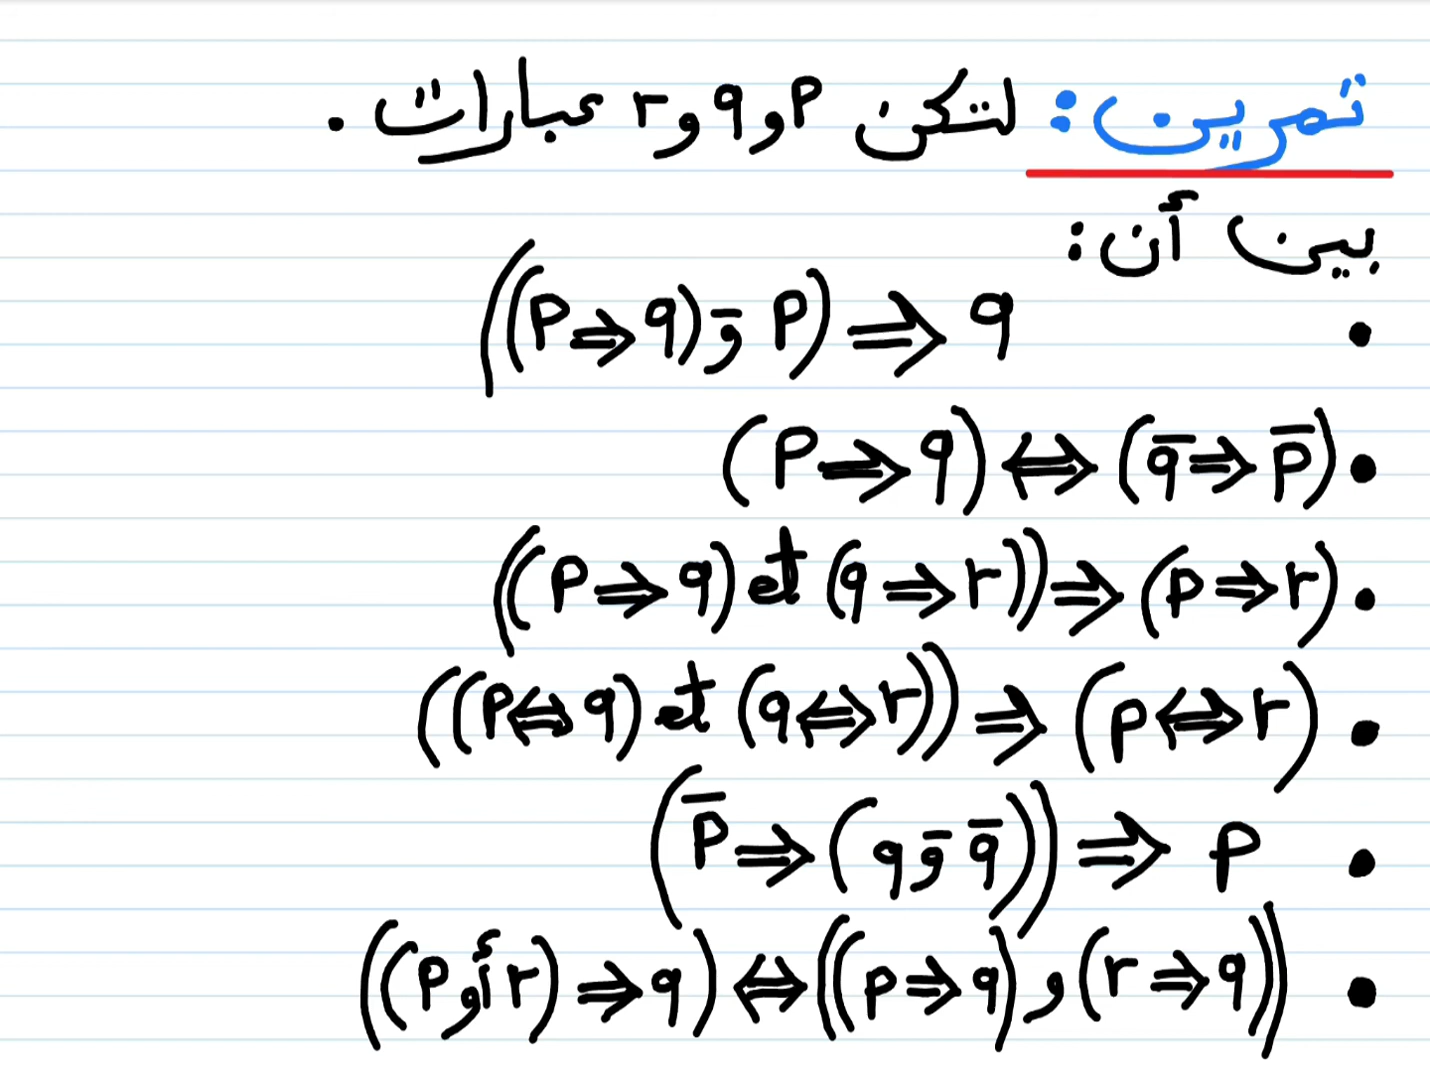 تمرين: لتكن p و q و r عبارات.
بين أن:
• ((p ⇒ q) وَ p) ⇒ q
• (p ⇒ q) ⇔ (q̄ ⇒ p̄)
• ((p ⇒ q) et (q ⇒ r)) ⇒ (p ⇒ r)
• ((p ⇔ q) et (q ⇔ r)) ⇒ (p ⇔ r)
• (p̄ ⇒ (q وَ q̄)) ⇒ p
• ((p أو r) ⇒ q) ⇔ ((p ⇒ q) و (r ⇒ q))